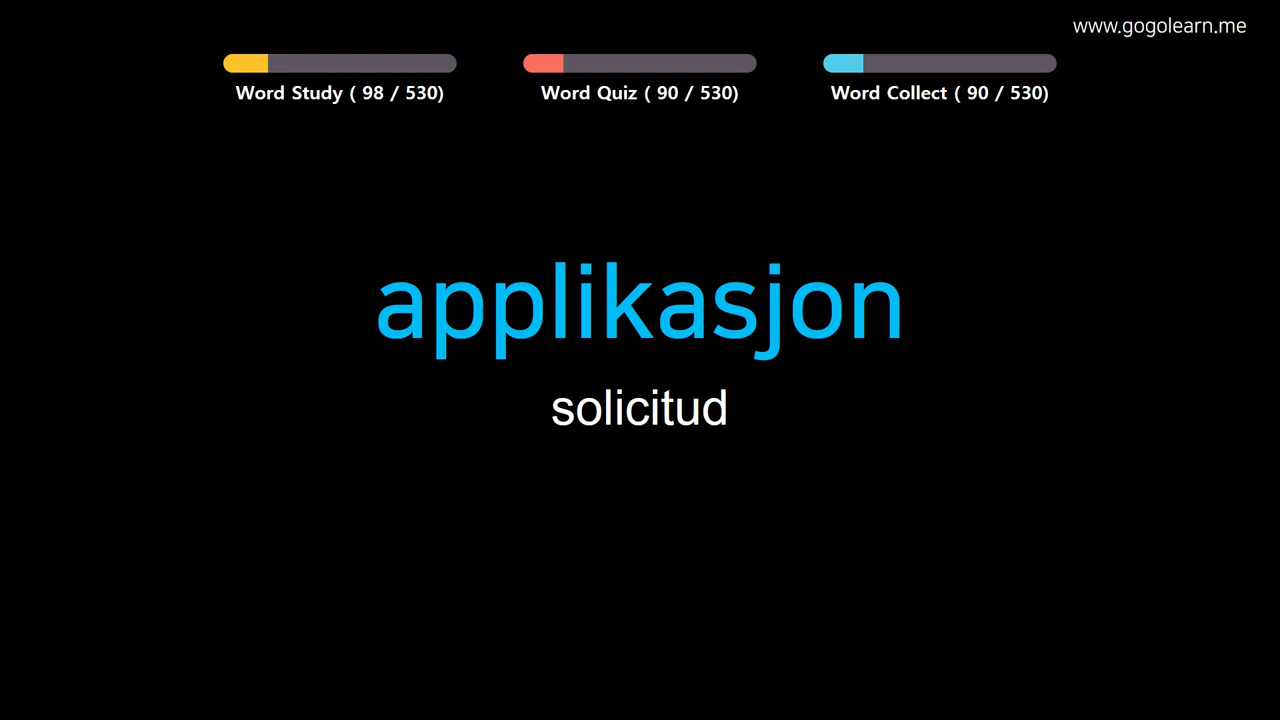 www.gogolearn.me
Word Study ( 98 / 530)
Word Quiz ( 90 / 530)
Word Collect ( 90 / 530)
applikasjon
solicitud